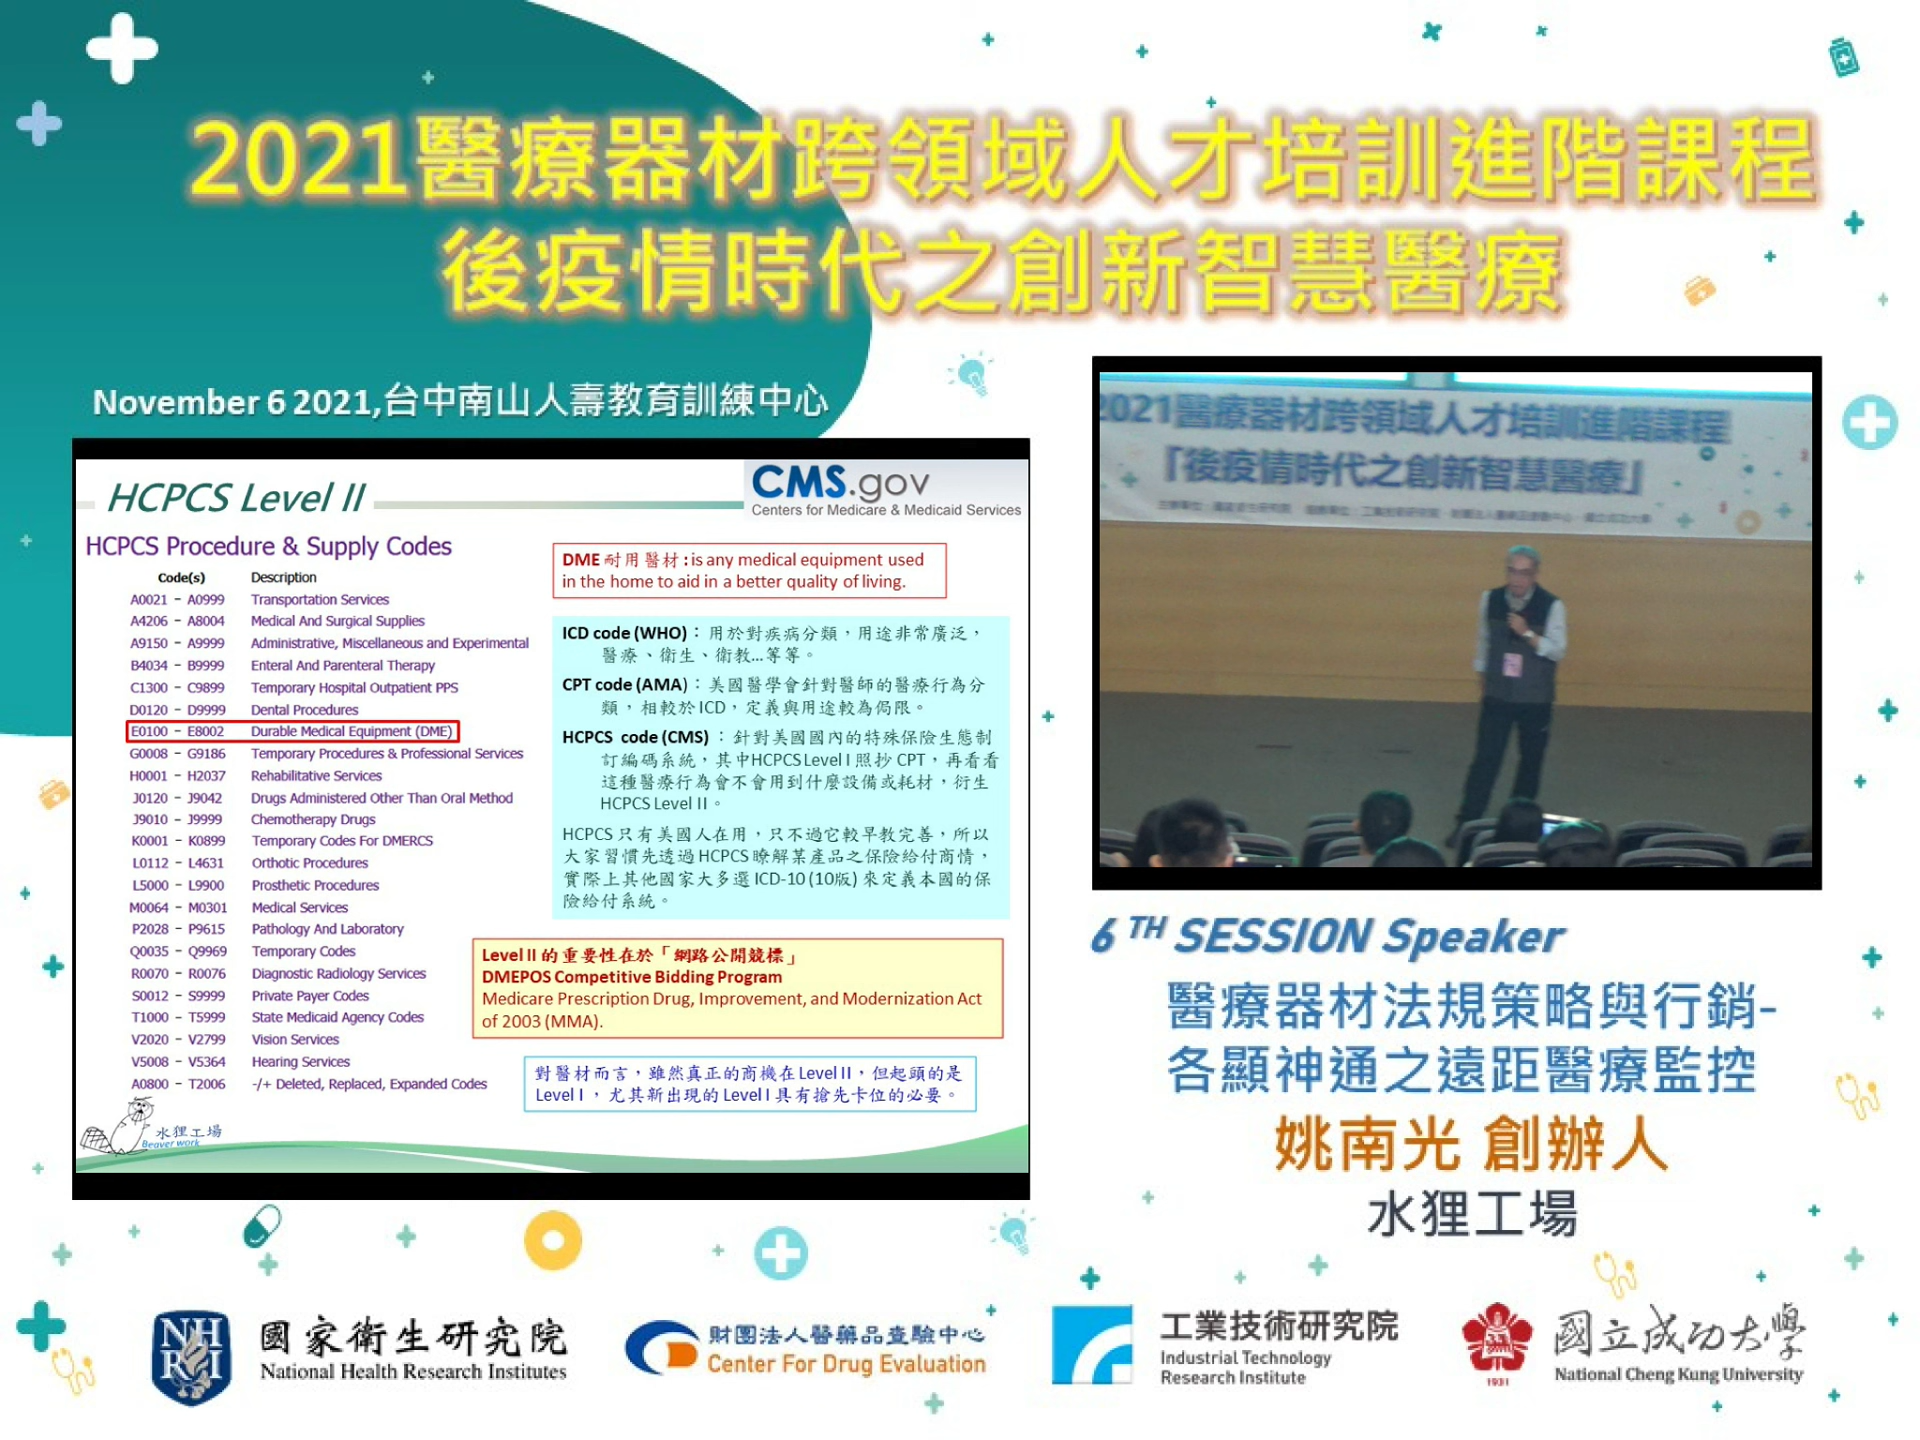 2021醫療器材跨領域人才培訓進階課程
後疫情時代之創新智慧醫療
November 6 2021,台中南山人壽教育訓練中心
HCPCS Level II
CMS.gov
Centers for Medicare & Medicaid Services
HCPCS Procedure & Supply Codes
Code(s) Description
A0021 - A0999 Transportation Services
A4206 - A8004 Medical And Surgical Supplies
A9150 - A9999 Administrative, Miscellaneous and Experimental
B4034 - B9999 Enteral And Parenteral Therapy
C1300 - C9899 Temporary Hospital Outpatient PPS
D0120 - D9999 Dental Procedures
E0100 - E8002 Durable Medical Equipment (DME)
G0008 - G9186 Temporary Procedures & Professional Services
H0001 - H2037 Rehabilitative Services
J0120 - J9042 Drugs Administered Other Than Oral Method
J9010 - J9999 Chemotherapy Drugs
K0001 - K0899 Temporary Codes For DMERCS
L0112 - L4631 Orthotic Procedures
L5000 - L9900 Prosthetic Procedures
M0064 - M0301 Medical Services
P2028 - P9615 Pathology And Laboratory
Q0035 - Q9969 Temporary Codes
R0070 - R0076 Diagnostic Radiology Services
S0012 - S9999 Private Payer Codes
T1000 - T5999 State Medicaid Agency Codes
V2020 - V2799 Vision Services
V5008 - V5364 Hearing Services
A0800 - T2006 -/+ Deleted, Replaced, Expanded Codes
DME 耐用醫材 : is any medical equipment used
in the home to aid in a better quality of living.
ICD code (WHO)：用於對疾病分類，用途非常廣泛，
醫療、衛生、衛教...等等。
CPT code (AMA)：美國醫學會針對醫師的醫療行為分
類，相較於ICD，定義與用途較為侷限。
HCPCS code (CMS)：針對美國國內的特殊保險生態制
訂編碼系統，其中HCPCS Level I 照抄 CPT，再看看
這種醫療行為會不會用到什麼設備或耗材，衍生
HCPCS Level II。
HCPCS 只有美國人在用，只不過它較早教完善，所以
大家習慣先透過HCPCS 暸解某產品之保險給付商情，
實際上其他國家大多選ICD-10 (10版) 來定義本國的保
險給付系統。
Level II 的重要性在於「網路公開競標」
DMEPOS Competitive Bidding Program
Medicare Prescription Drug, Improvement, and Modernization Act
of 2003 (MMA).
對醫材而言，雖然真正的商機在Level II，但起頭的是
Level I，尤其新出現的Level I 具有搶先卡位的必要。
水狸工場
Beaver work
2021醫療器材跨領域人才培訓進階課程
「後疫情時代之創新智慧醫療」
6 TH SESSION Speaker
醫療器材法規策略與行銷-
各顯神通之遠距醫療監控
姚南光 創辦人
水狸工場
NHRI
國家衛生研究院
National Health Research Institutes
財團法人醫藥品查驗中心
Center For Drug Evaluation
工業技術研究院
Industrial Technology
Research Institute
1931
國立成功大學
National Cheng Kung University